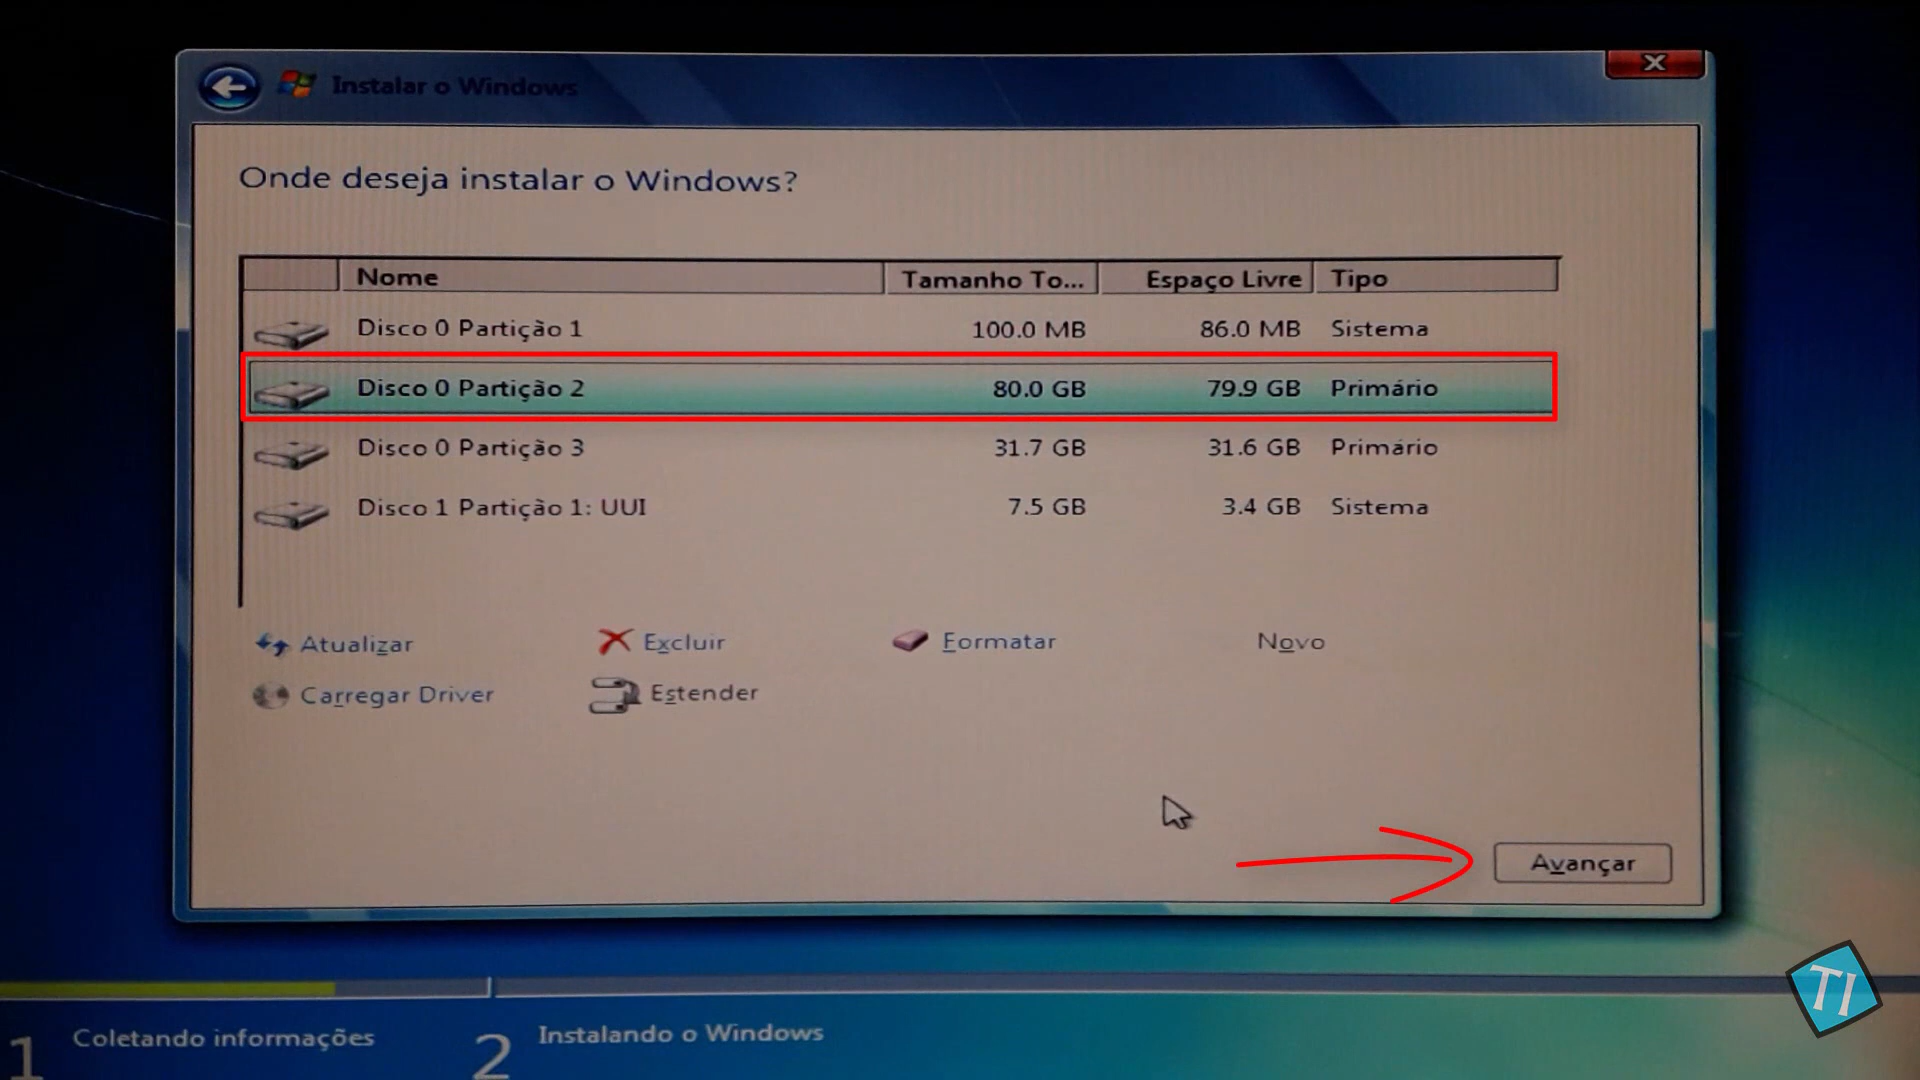 Instalar o Windows
X
Onde deseja instalar o Windows?
Nome Tamanho To... Espaço Livre Tipo
Disco 0 Partição 1 100.0 MB 86.0 MB Sistema
Disco 0 Partição 2 80.0 GB 79.9 GB Primário
Disco 0 Partição 3 31.7 GB 31.6 GB Primário
Disco 1 Partição 1: UUI 7.5 GB 3.4 GB Sistema
Atualizar Excluir Formatar Novo
Carregar Driver Estender
Avançar
TI
1 Coletando informações 2 Instalando o Windows